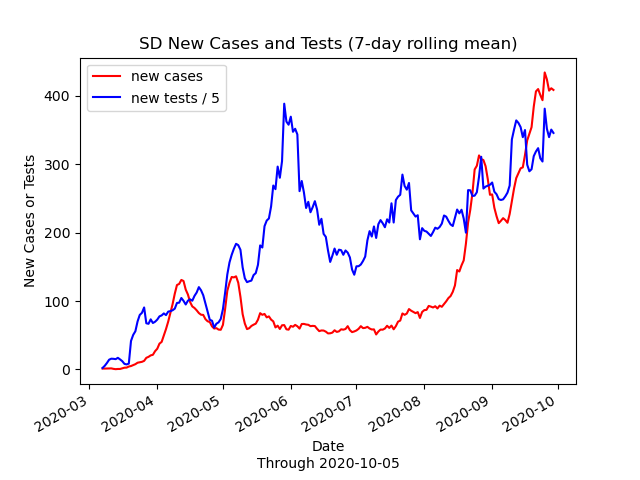 SD New Cases and Tests (7-day rolling mean)
new cases
new tests / 5
New Cases or Tests
400
300
200
100
0
2020-03
2020-04
2020-05
2020-06
2020-07
2020-08
2020-09
2020-10
Date
Through 2020-10-05